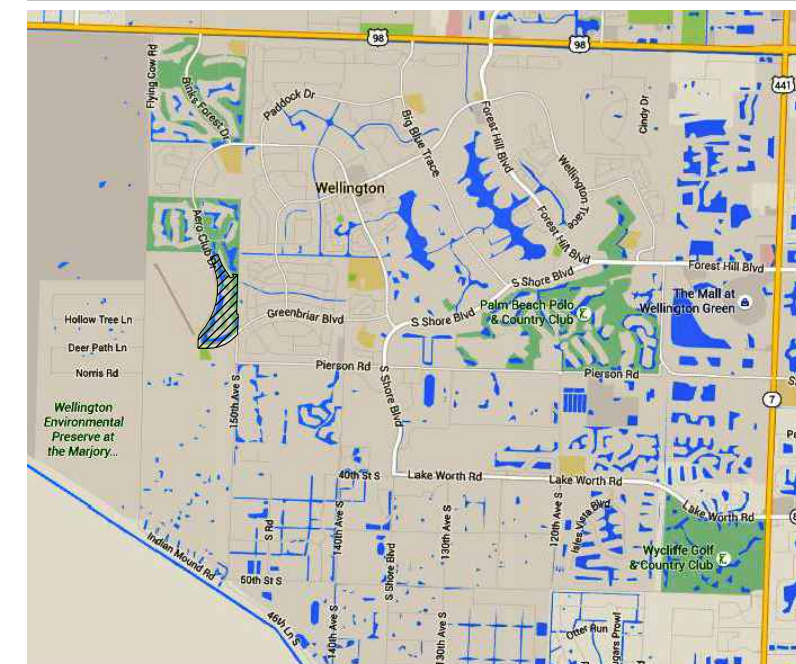 98
98
441
Flying Cow Rd
Bink's Forest Dr
Paddock Dr
Big Blue Trace
Forest Hill Blvd
Cindy Dr
Wellington
Wellington Trace
Aero Club Dr
Forest Hill Blvd
Forest Hill Blvd
S Shore Blvd
The Mall at
Wellington Green
Palm Beach Polo
& Country Club
Hollow Tree Ln
Greenbriar Blvd
S Shore Blvd
Deer Path Ln
Pierson Rd
Pierson Rd
Norris Rd
150th Ave S
S Shore Blvd
7
Wellington
Environmental
Preserve at
the Marjory...
40th St S
Lake Worth Rd
Lake Worth Rd
Lake Worth Rd
S Rd
140th Ave S
130th Ave S
120th Ave S
Isles Vista Blvd
Indian Mound Rd
S Shore Blvd
Wycliffe Golf
& Country Club
50th St S
46th Ln S
140th Ave S
130th Ave S
Otter Run